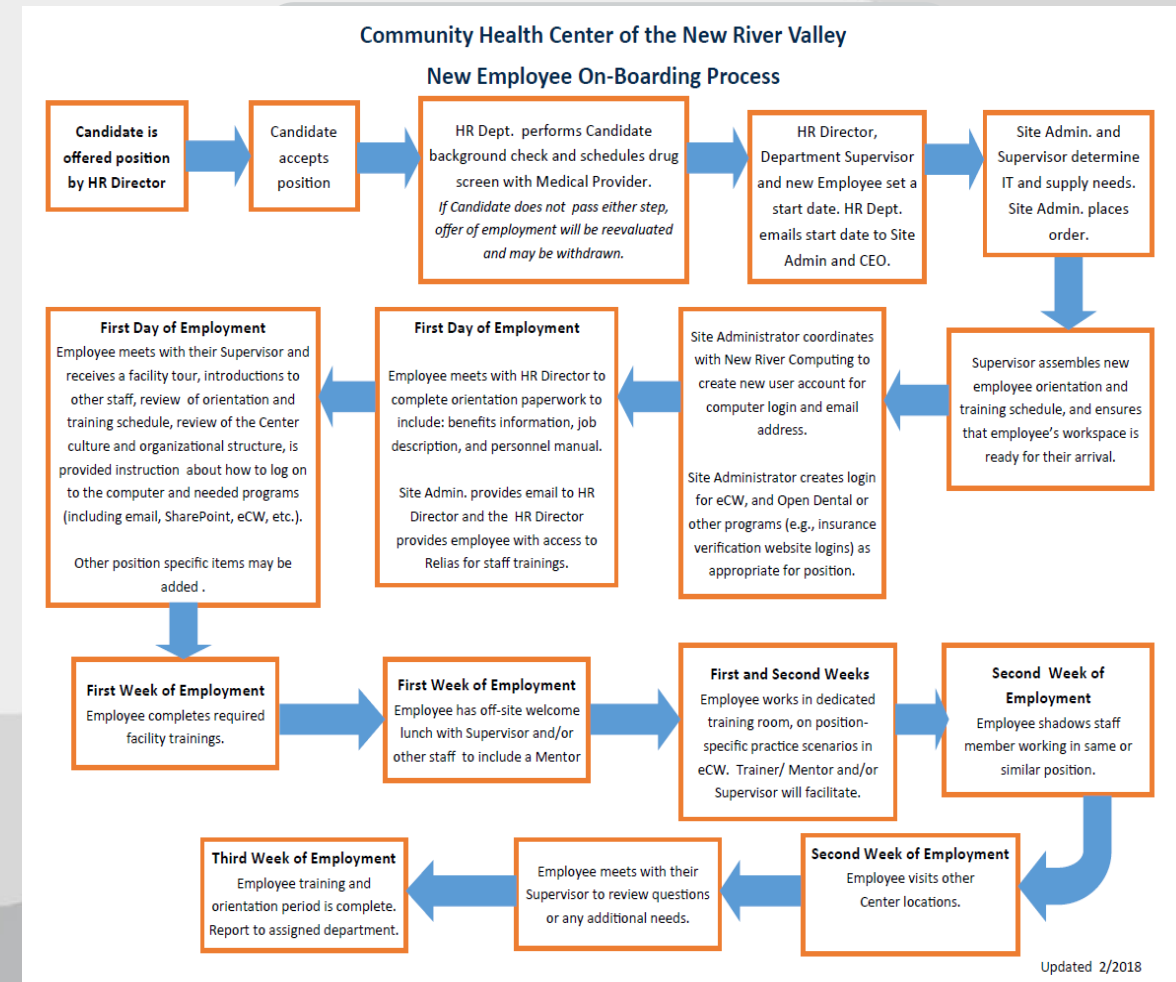 Community Health Center of the New River Valley
New Employee On-Boarding Process
Candidate is
offered position
by HR Director
Candidate
accepts
position
HR Dept. performs Candidate
background check and schedules drug
screen with Medical Provider.
If Candidate does not pass either step,
offer of employment will be reevaluated
and may be withdrawn.
HR Director,
Department Supervisor
and new Employee set a
start date. HR Dept.
emails start date to Site
Admin and CEO.
Site Admin. and
Supervisor determine
IT and supply needs.
Site Admin. places
order.
Supervisor assembles new
employee orientation and
training schedule, and ensures
that employee’s workspace is
ready for their arrival.
Site Administrator coordinates
with New River Computing to
create new user account for
computer login and email
address.
Site Administrator creates login
for eCW, and Open Dental or
other programs (e.g., insurance
verification website logins) as
appropriate for position.
First Day of Employment
Employee meets with HR Director to
complete orientation paperwork to
include: benefits information, job
description, and personnel manual.
Site Admin. provides email to HR
Director and the HR Director
provides employee with access to
Relias for staff trainings.
First Day of Employment
Employee meets with their Supervisor and
receives a facility tour, introductions to
other staff, review of orientation and
training schedule, review of the Center
culture and organizational structure, is
provided instruction about how to log on
to the computer and needed programs
(including email, SharePoint, eCW, etc.).
Other position specific items may be
added .
First Week of Employment
Employee completes required
facility trainings.
First Week of Employment
Employee has off-site welcome
lunch with Supervisor and/or
other staff to include a Mentor
First and Second Weeks
Employee works in dedicated
training room, on position-
specific practice scenarios in
eCW. Trainer/ Mentor and/or
Supervisor will facilitate.
Second Week of
Employment
Employee shadows staff
member working in same or
similar position.
Second Week of Employment
Employee visits other
Center locations.
Employee meets with their
Supervisor to review questions
or any additional needs.
Third Week of Employment
Employee training and
orientation period is complete.
Report to assigned department.
Updated 2/2018